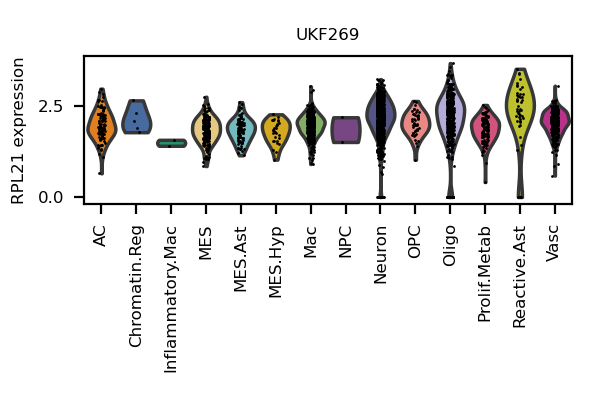 UKF269
RPL21 expression
2.5
0.0
AC
Chromatin.Reg
Inflammatory.Mac
MES
MES.Ast
MES.Hyp
Mac
NPC
Neuron
OPC
Oligo
Prolif.Metab
Reactive.Ast
Vasc